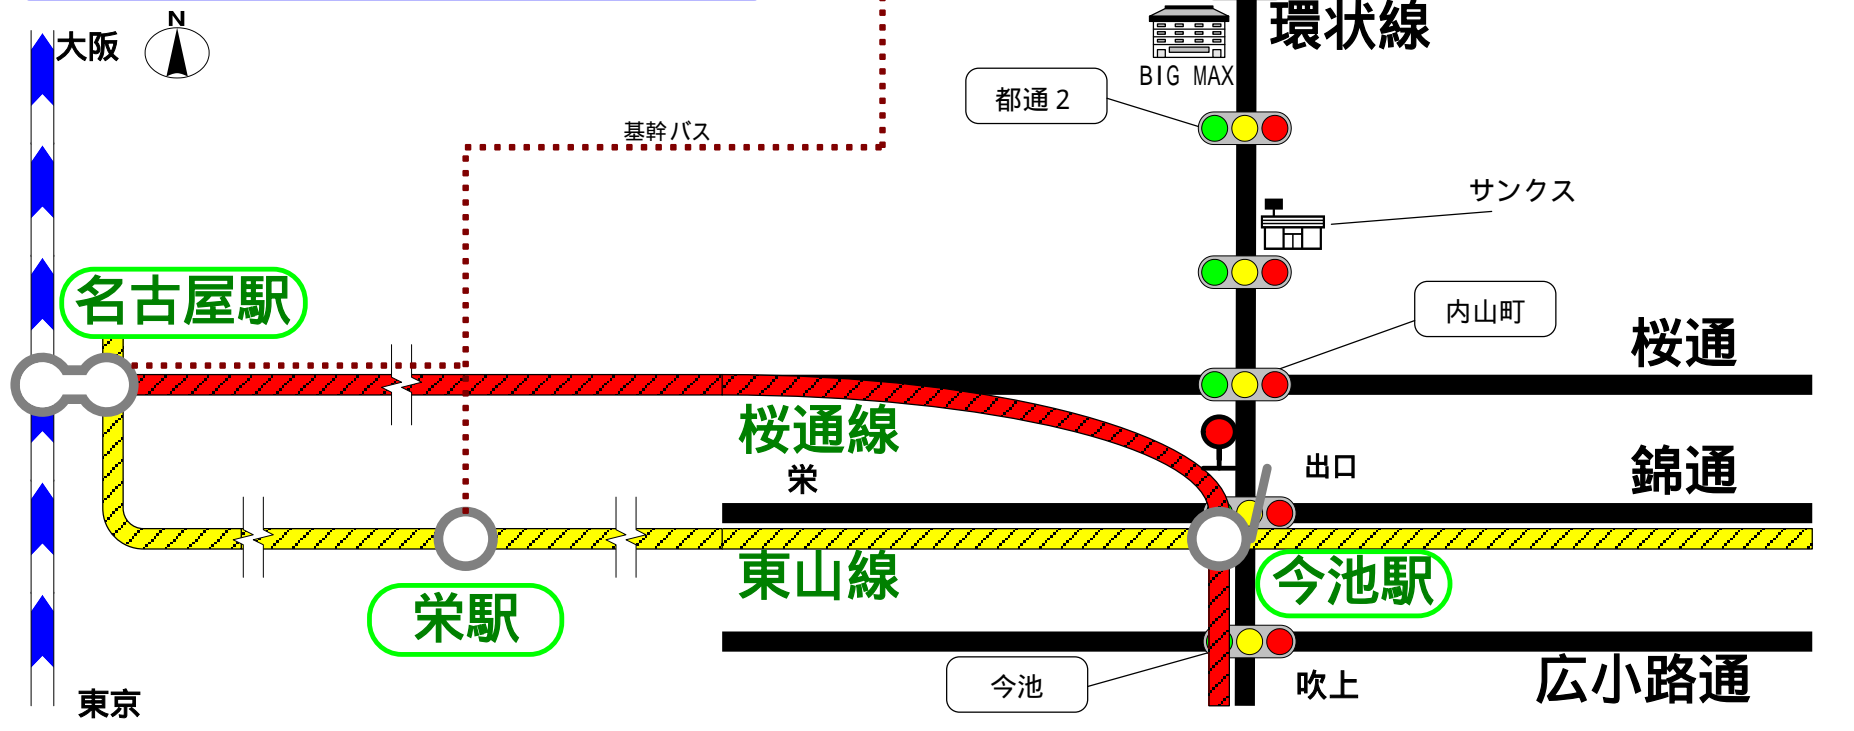 環状線
N
大阪
BIG MAX
都通2
基幹バス
サンクス
名古屋駅
内山町
桜通
桜通線
栄
出口
錦通
東山線
今池駅
栄駅
今池
吹上
広小路通
東京